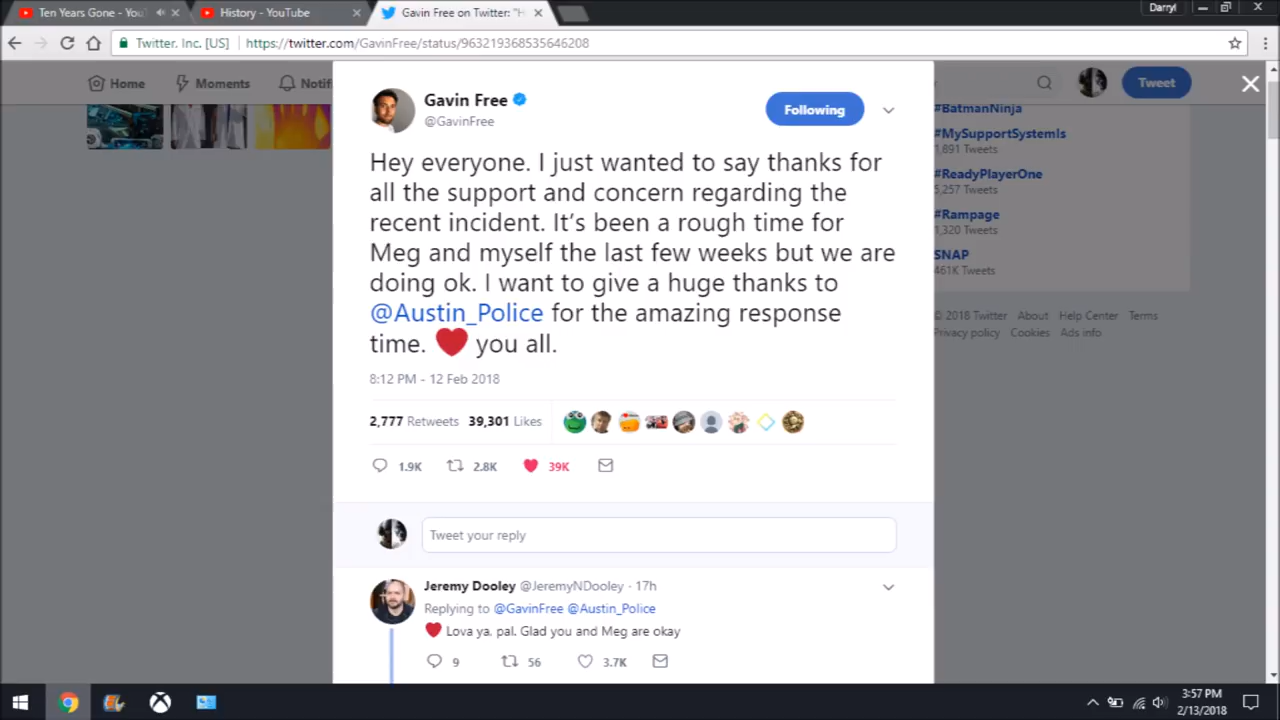 Ten Years Gone - You
History - YouTube
Gavin Free on Twitter: "H
Darryl
Twitter, Inc. [US]
https://twitter.com/GavinFree/status/963219368535646208
Home
Moments
Notifi
Tweet
Gavin Free
@GavinFree
Following
Hey everyone. I just wanted to say thanks for
all the support and concern regarding the
recent incident. It’s been a rough time for
Meg and myself the last few weeks but we are
doing ok. I want to give a huge thanks to
@Austin_Police for the amazing response
time. ❤ you all.
8:12 PM - 12 Feb 2018
2,777 Retweets 39,301 Likes
1.9K 2.8K 39K
Tweet your reply
Jeremy Dooley @JeremyNDooley · 17h
Replying to @GavinFree @Austin_Police
❤ Lova ya, pal. Glad you and Meg are okay
9 56 3.7K
#BatmanNinja
#MySupportSystemIs
1,891 Tweets
#ReadyPlayerOne
5,257 Tweets
#Rampage
1,320 Tweets
SNAP
461K Tweets
© 2018 Twitter About Help Center Terms
Privacy policy Cookies Ads info
3:57 PM
2/13/2018